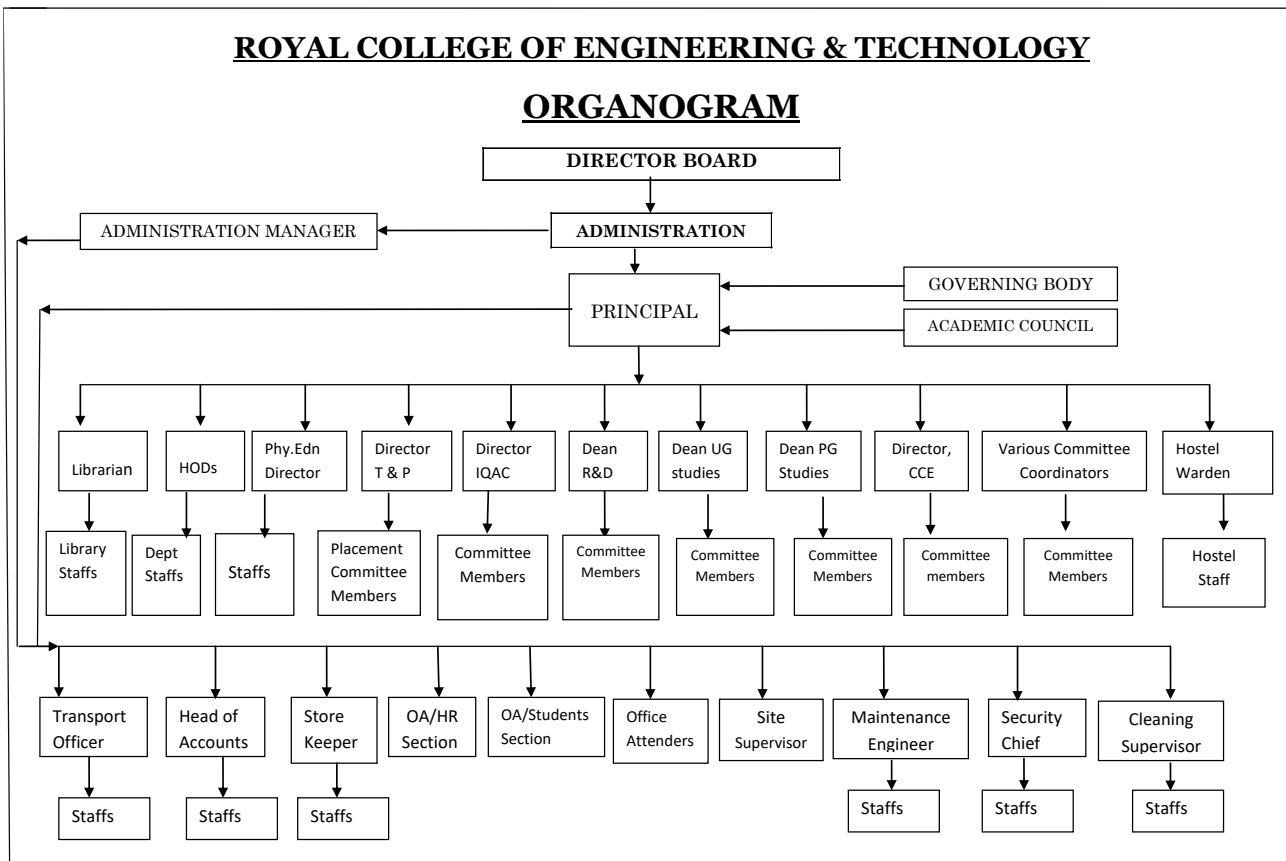 ROYAL COLLEGE OF ENGINEERING & TECHNOLOGY
ORGANOGRAM
DIRECTOR BOARD
ADMINISTRATION MANAGER
ADMINISTRATION
PRINCIPAL
GOVERNING BODY
ACADEMIC COUNCIL
Librarian
HODs
Phy.Edn
Director
Director
T & P
Director
IQAC
Dean
R&D
Dean UG
studies
Dean PG
Studies
Director,
CCE
Various Committee
Coordinators
Hostel
Warden
Library
Staffs
Dept
Staffs
Staffs
Placement
Committee
Members
Committee
Members
Committee
Members
Committee
Members
Committee
Members
Committee
members
Committee
Members
Hostel
Staff
Transport
Officer
Head of
Accounts
Store
Keeper
OA/HR
Section
OA/Students
Section
Office
Attenders
Site
Supervisor
Maintenance
Engineer
Security
Chief
Cleaning
Supervisor
Staffs
Staffs
Staffs
Staffs
Staffs
Staffs